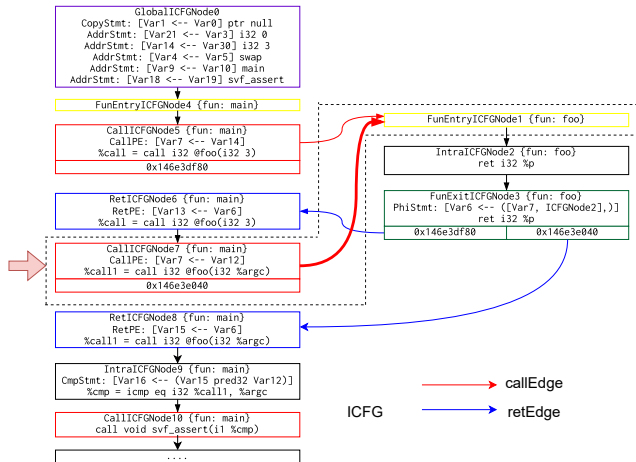 GlobalICFGNode0
CopyStmt: [Var1 <-- Var0] ptr null
AddrStmt: [Var21 <-- Var3] i32 0
AddrStmt: [Var14 <-- Var30] i32 3
AddrStmt: [Var4 <-- Var5] swap
AddrStmt: [Var9 <-- Var10] main
AddrStmt: [Var18 <-- Var19] svf_assert
FunEntryICFGNode4 {fun: main}
CallICFGNode5 {fun: main}
CallPE: [Var7 <-- Var14]
%call = call i32 @foo(i32 3)
0x146e3df80
RetICFGNode6 {fun: main}
RetPE: [Var13 <-- Var6]
%call = call i32 @foo(i32 3)
CallICFGNode7 {fun: main}
CallPE: [Var7 <-- Var12]
%call1 = call i32 @foo(i32 %argc)
0x146e3e040
RetICFGNode8 {fun: main}
RetPE: [Var15 <-- Var6]
%call1 = call i32 @foo(i32 %argc)
IntraICFGNode9 {fun: main}
CmpStmt: [Var16 <-- (Var15 pred32 Var12)]
%cmp = icmp eq i32 %call1, %argc
CallICFGNode10 {fun: main}
call void svf_assert(i1 %cmp)
....
FunEntryICFGNode1 {fun: foo}
IntraICFGNode2 {fun: foo}
ret i32 %p
FunExitICFGNode3 {fun: foo}
PhiStmt: [Var6 <-- ([Var7, ICFGNode2],)]
ret i32 %p
0x146e3df80 0x146e3e040
ICFG
callEdge
retEdge